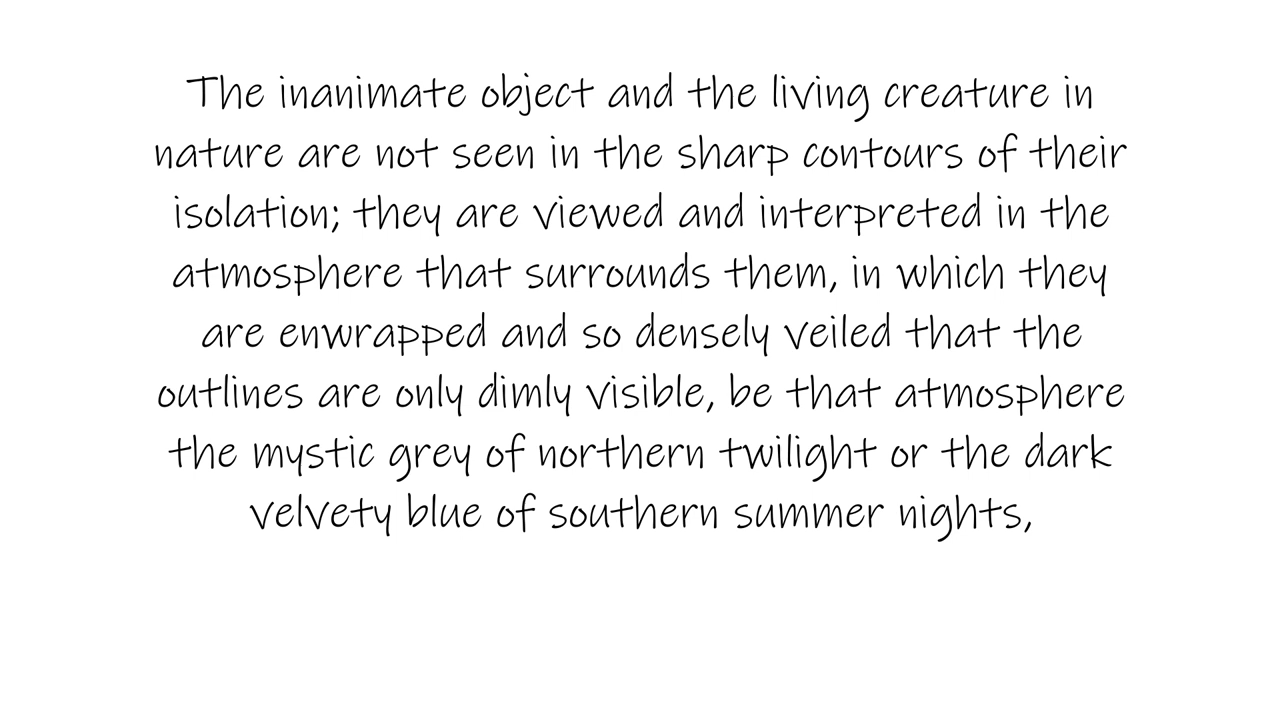 The inanimate object and the living creature in
nature are not seen in the sharp contours of their
isolation; they are viewed and interpreted in the
atmosphere that surrounds them, in which they
are enwrapped and so densely veiled that the
outlines are only dimly visible, be that atmosphere
the mystic grey of northern twilight or the dark
velvety blue of southern summer nights,